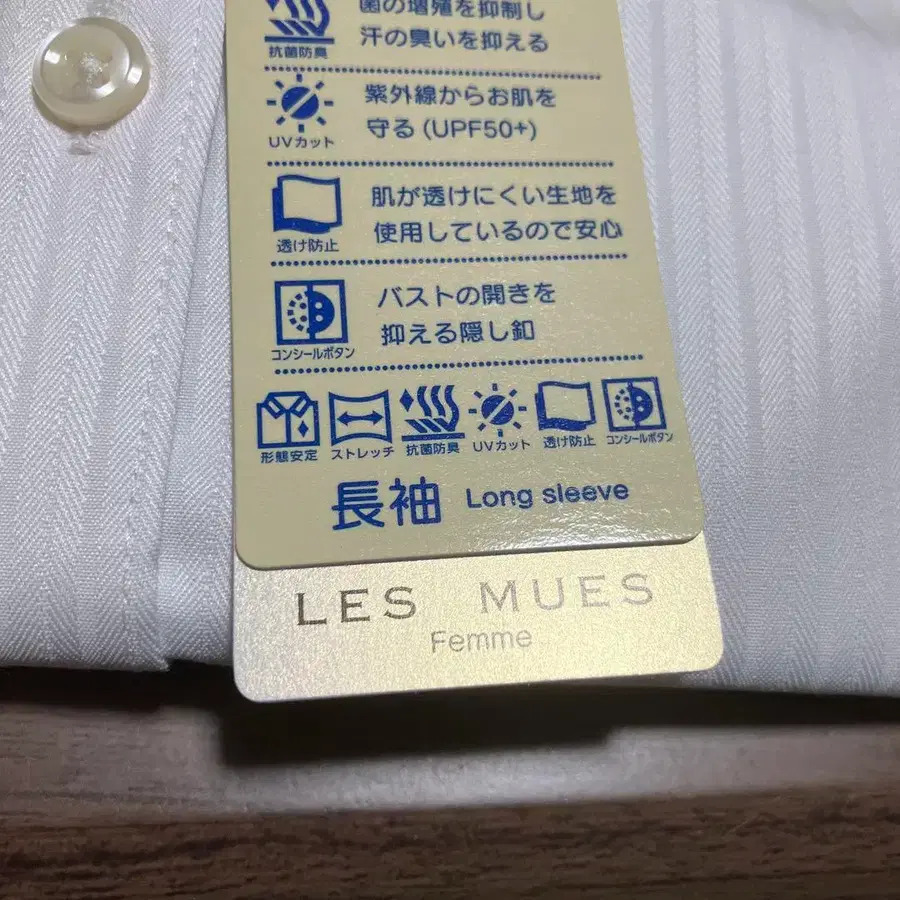 菌の増殖を抑制し
抗菌防臭
汗の臭いを抑える
紫外線からお肌を
UVカット
守る(UPF50+)
肌が透けにくい生地を
透け防止
使用しているので安心
バストの開きを
コンシールボタン
抑える隠し釦
形態安定 ストレッチ 抗菌防臭 UVカット 透け防止 コンシールボタン
長袖 Long sleeve
LES MUES
Femme